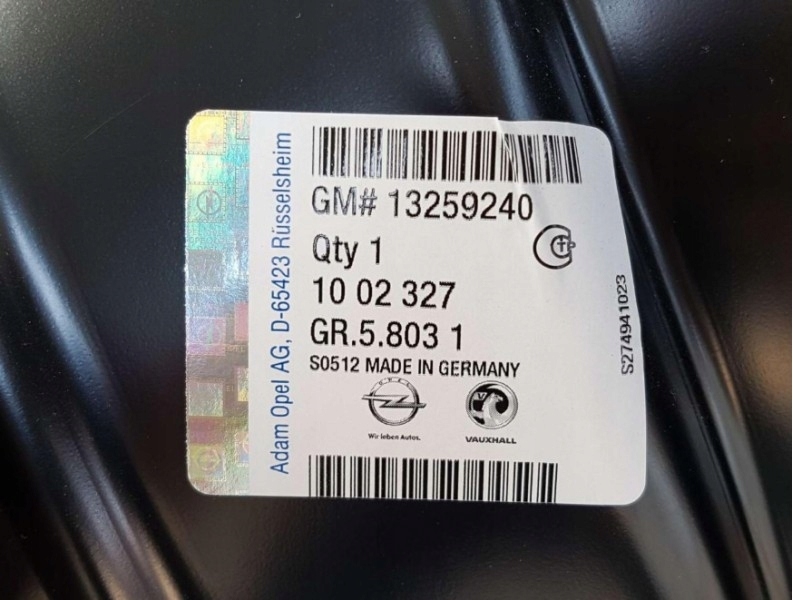 Adam Opel AG, D-65423 Rüsselsheim
GM# 13259240
Qty 1
10 02 327
GR.5.803 1
S0512 MADE IN GERMANY
S274941023
OPEL
Wir leben Autos.
VAUXHALL